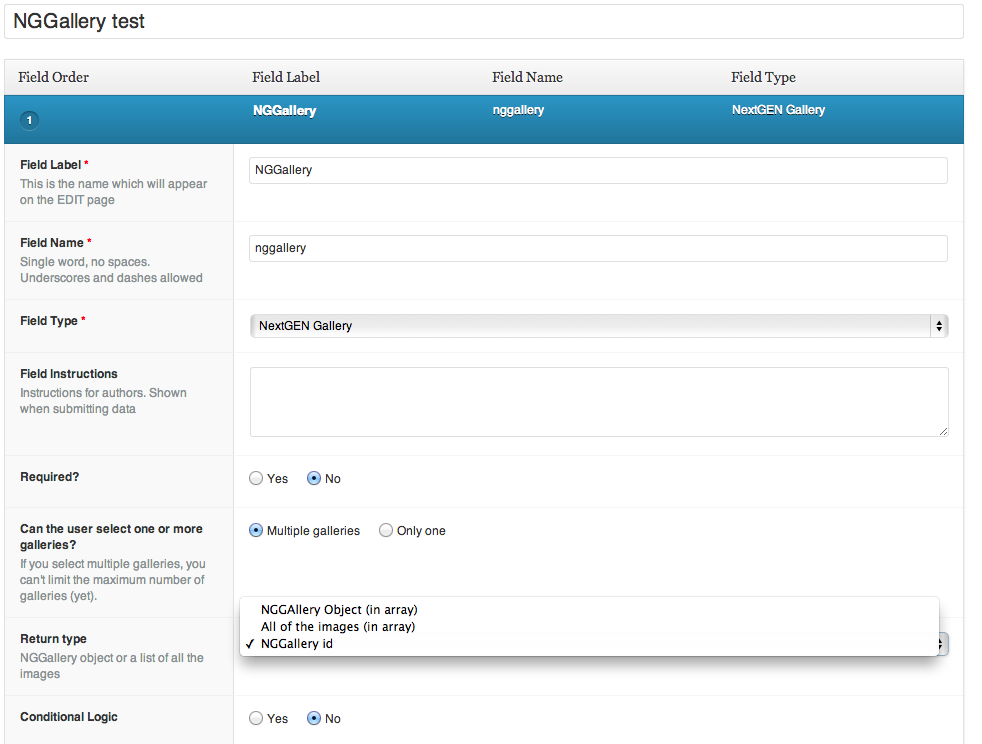 NGGallery test
Field Order Field Label Field Name Field Type
1 NGGallery nggallery NextGEN Gallery
Field Label * NGGallery
This is the name which will appear
on the EDIT page
Field Name * nggallery
Single word, no spaces.
Underscores and dashes allowed
Field Type * NextGEN Gallery
Field Instructions
Instructions for authors. Shown
when submitting data
Required? Yes No
Can the user select one or more Multiple galleries Only one
galleries?
If you select multiple galleries, you
can't limit the maximum number of
galleries (yet).
NGGAllery Object (in array)
All of the images (in array)
Return type ✓ NGGallery id
NGGallery object or a list of all the
images
Conditional Logic Yes No